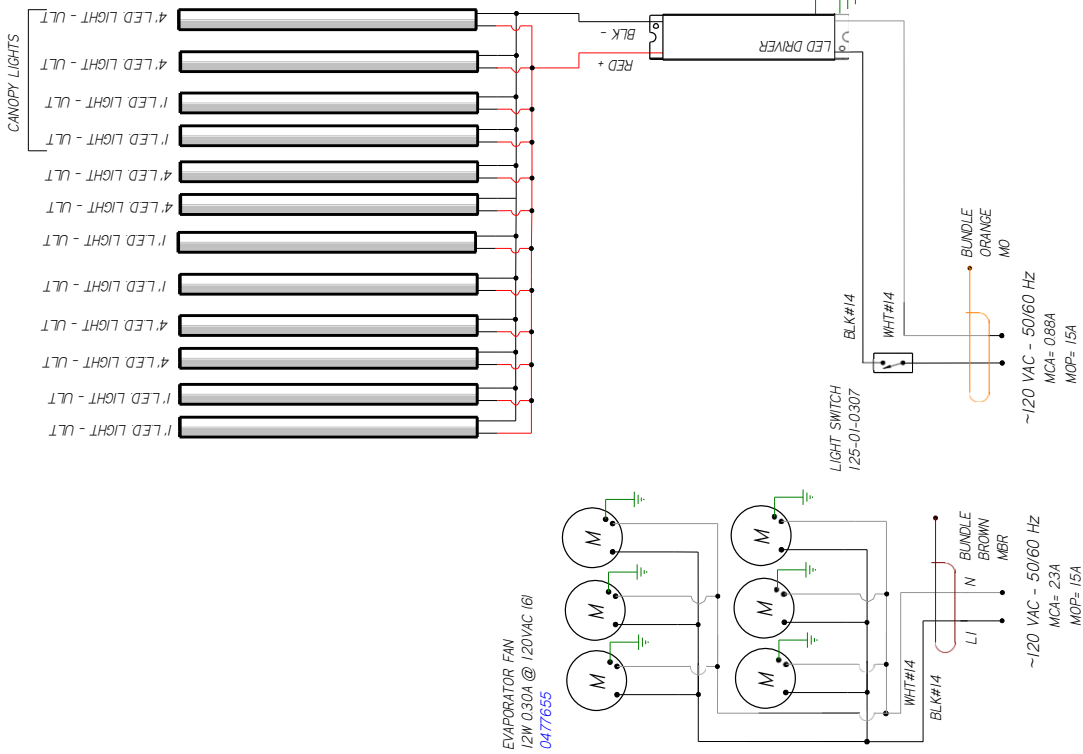 CANOPY LIGHTS
4' LED LIGHT - ULT
4' LED LIGHT - ULT
1' LED LIGHT - ULT
1' LED LIGHT - ULT
4' LED LIGHT - ULT
4' LED LIGHT - ULT
1' LED LIGHT - ULT
1' LED LIGHT - ULT
4' LED LIGHT - ULT
4' LED LIGHT - ULT
1' LED LIGHT - ULT
1' LED LIGHT - ULT
BLK -
RED +
LED DRIVER
BLK#14
WHT#14
LIGHT SWITCH
125-01-0307
BUNDLE
ORANGE
MO
~120 VAC - 50/60 Hz
MCA= 0.88A
MOP= 15A
EVAPORATOR FAN
12W 0.30A @ 120VAC (6)
0477655
M
M
M
M
M
M
WHT#14
BLK#14
L1
N
BUNDLE
BROWN
MBR
~120 VAC - 50/60 Hz
MCA= 2.3A
MOP= 15A